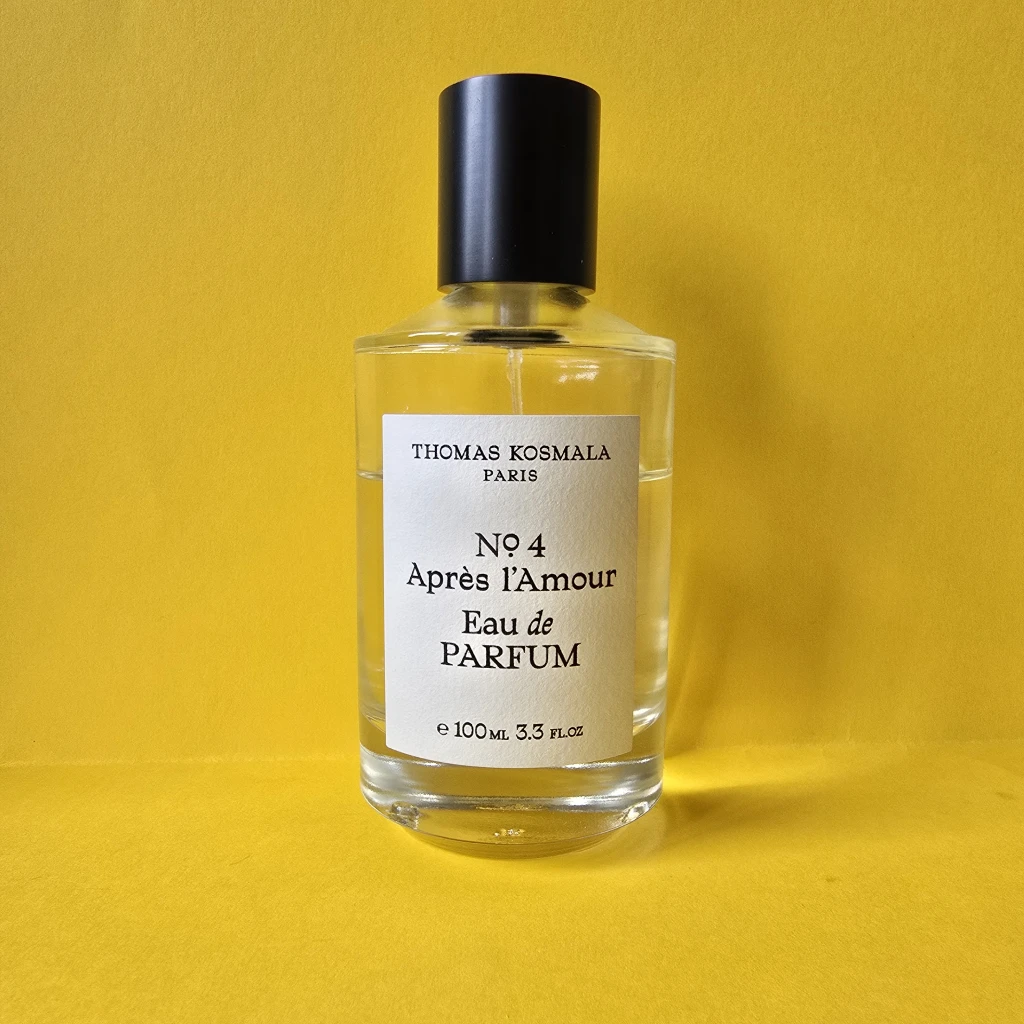 THOMAS KOSMALA
PARIS
Nº 4
Après l'Amour
Eau de
PARFUM
℮ 100 ML 3.3 FL.OZ